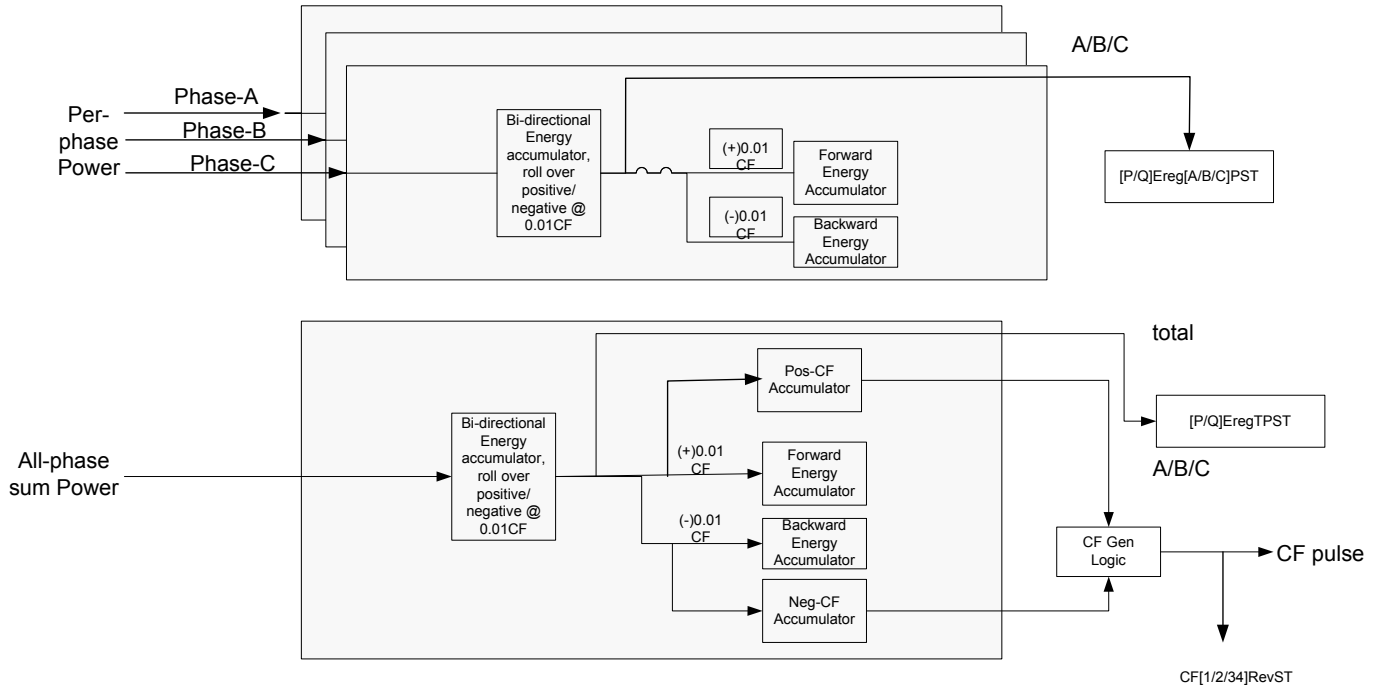 A/B/C
Per-
phase
Power
Phase-A
Phase-B
Phase-C
Bi-directional
Energy
accumulator,
roll over
positive/
negative @
0.01CF
(+)0.01
CF
Forward
Energy
Accumulator
(-)0.01
CF
Backward
Energy
Accumulator
[P/Q]Ereg[A/B/C]PST
total
All-phase
sum Power
Bi-directional
Energy
accumulator,
roll over
positive/
negative @
0.01CF
Pos-CF
Accumulator
(+)0.01
CF
Forward
Energy
Accumulator
(-)0.01
CF
Backward
Energy
Accumulator
Neg-CF
Accumulator
[P/Q]EregTPST
A/B/C
CF Gen
Logic
CF pulse
CF[1/2/34]RevST